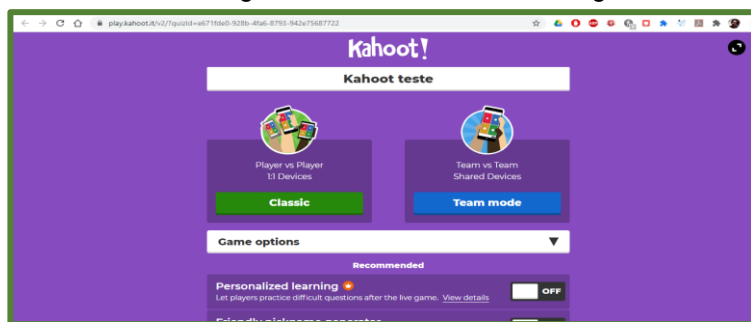 play.kahoot.it/v2/?quizId=e671fde0-928b-4fa6-8793-942e75687722
Kahoot!
Kahoot teste
Player vs Player
1:1 Devices
Classic
Team vs Team
Shared Devices
Team mode
Game options
Recommended
Personalized learning
Let players practice difficult questions after the live game. View details
OFF